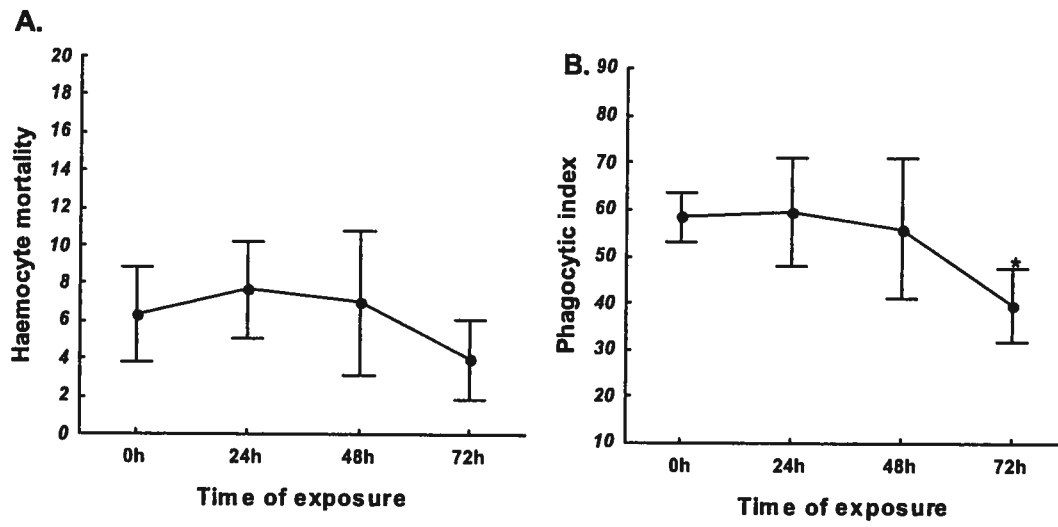 A.
Haemocyte mortality
20
18
16
14
12
10
8
6
4
2
0
0h 24h 48h 72h
Time of exposure
B.
Phagocytic index
90
80
70
60
50
40
30
20
10
*
0h 24h 48h 72h
Time of exposure